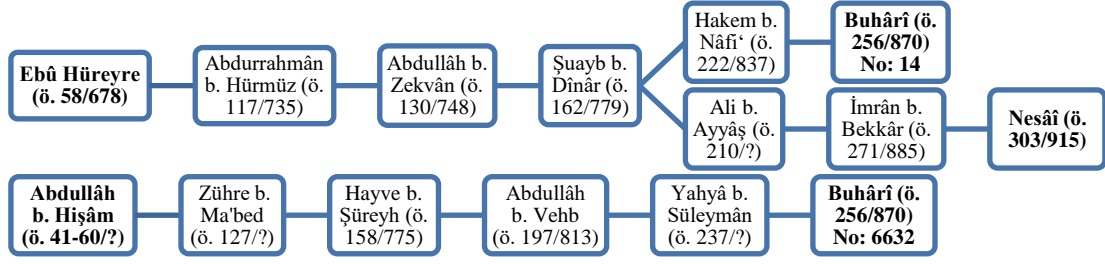 Ebû Hüreyre
(ö. 58/678)
Abdurrahmân
b. Hürmüz (ö.
117/735)
Abdullâh b.
Zekvân (ö.
130/748)
Şuayb b.
Dînâr (ö.
162/779)
Hakem b.
Nâfi‘ (ö.
222/837)
Buhârî (ö.
256/870)
No: 14
Ali b.
Ayyâş (ö.
210/?)
İmrân b.
Bekkâr (ö.
271/885)
Nesâî (ö.
303/915)
Abdullâh
b. Hişâm
(ö. 41-60/?)
Zühre b.
Ma'bed
(ö. 127/?)
Hayve b.
Şüreyh (ö.
158/775)
Abdullâh
b. Vehb
(ö. 197/813)
Yahyâ b.
Süleymân
(ö. 237/?)
Buhârî (ö.
256/870)
No: 6632